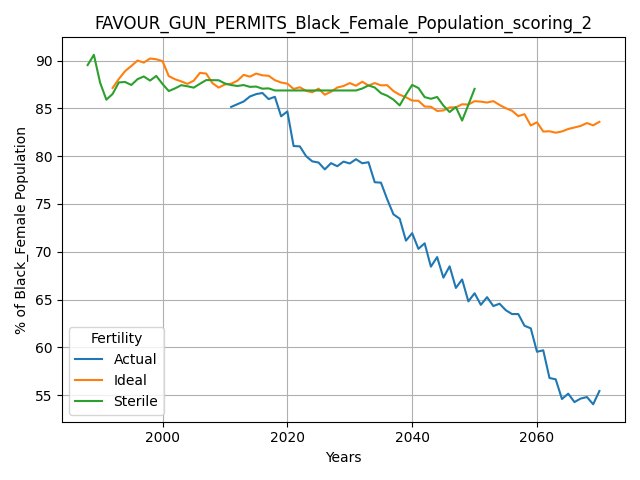 FAVOUR_GUN_PERMITS_Black_Female_Population_scoring_2
% of Black_Female Population
90
85
80
75
70
65
60
55
Fertility
Actual
Ideal
Sterile
2000 2020 2040 2060
Years